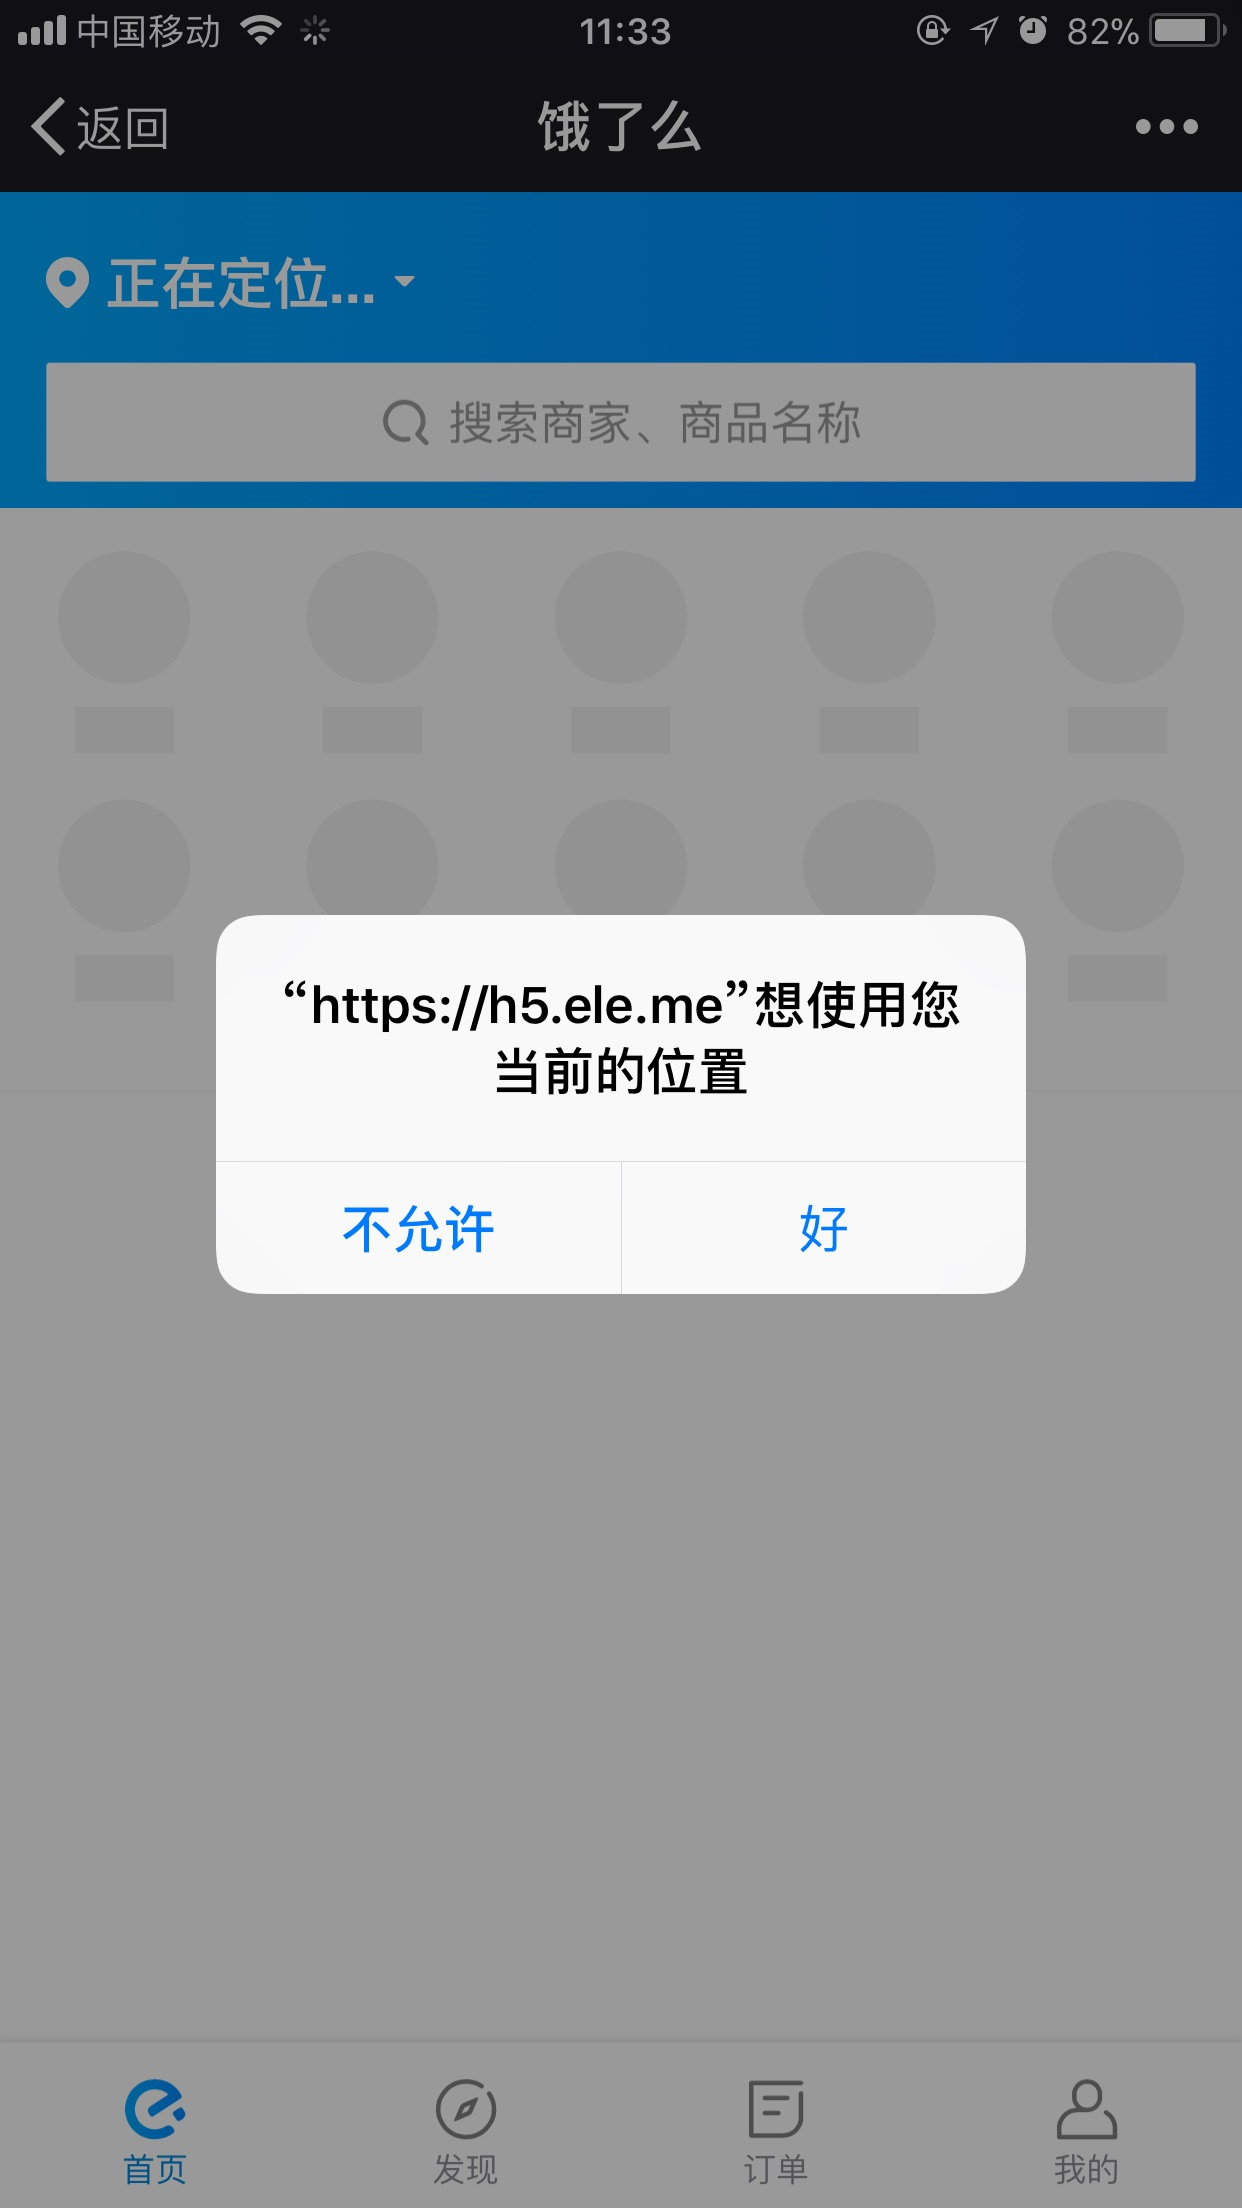 中国移动 11:33 82%
返回 饿了么
正在定位...
搜索商家、商品名称
“https://h5.ele.me”想使用您
当前的位置
不允许 好
首页 发现 订单 我的